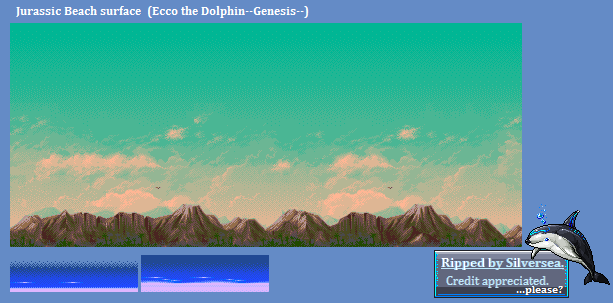 Jurassic Beach surface (Ecco the Dolphin--Genesis--)
Ripped by Silversea.
Credit appreciated.
...please?